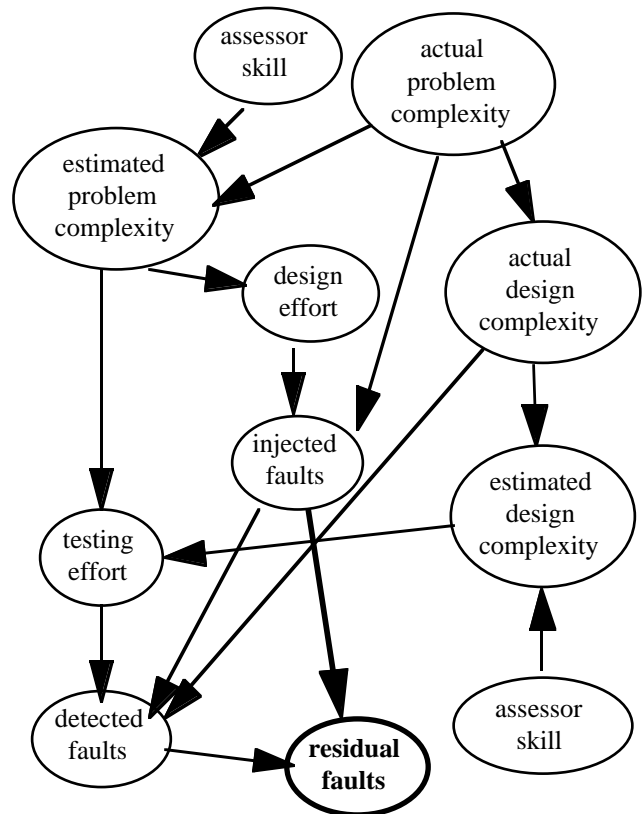 assessor
skill
actual
problem
complexity
estimated
problem
complexity
design
effort
actual
design
complexity
injected
faults
estimated
design
complexity
testing
effort
detected
faults
residual
faults
assessor
skill